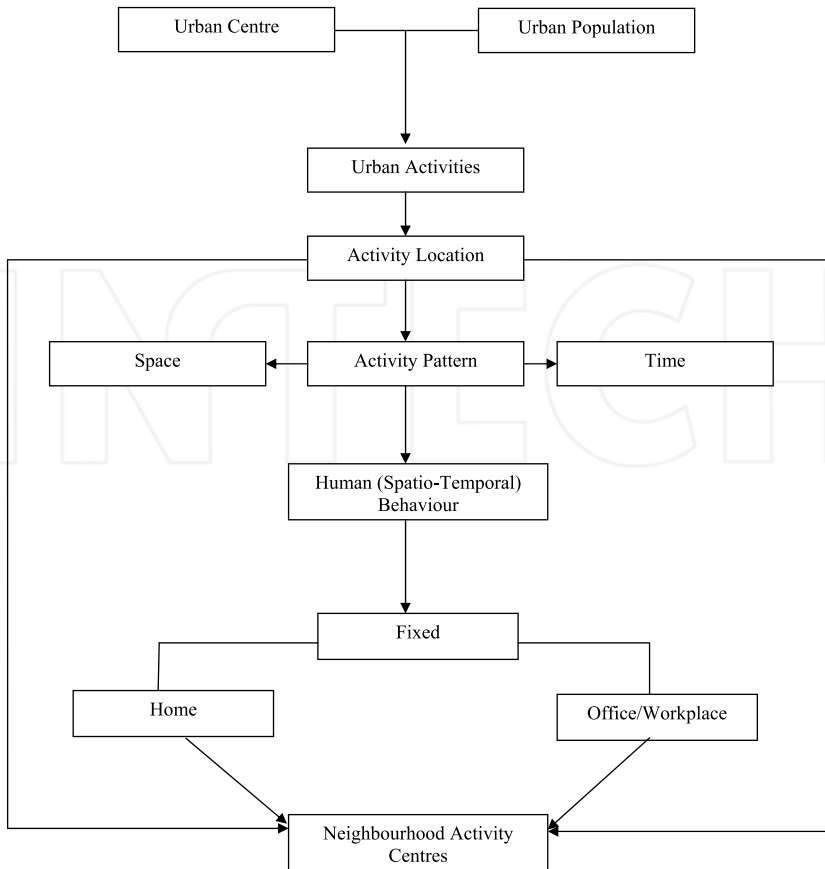 Urban Centre
Urban Population
Urban Activities
Activity Location
Space
Activity Pattern
Time
Human (Spatio-Temporal)
Behaviour
Fixed
Home
Office/Workplace
Neighbourhood Activity
Centres
INTECH